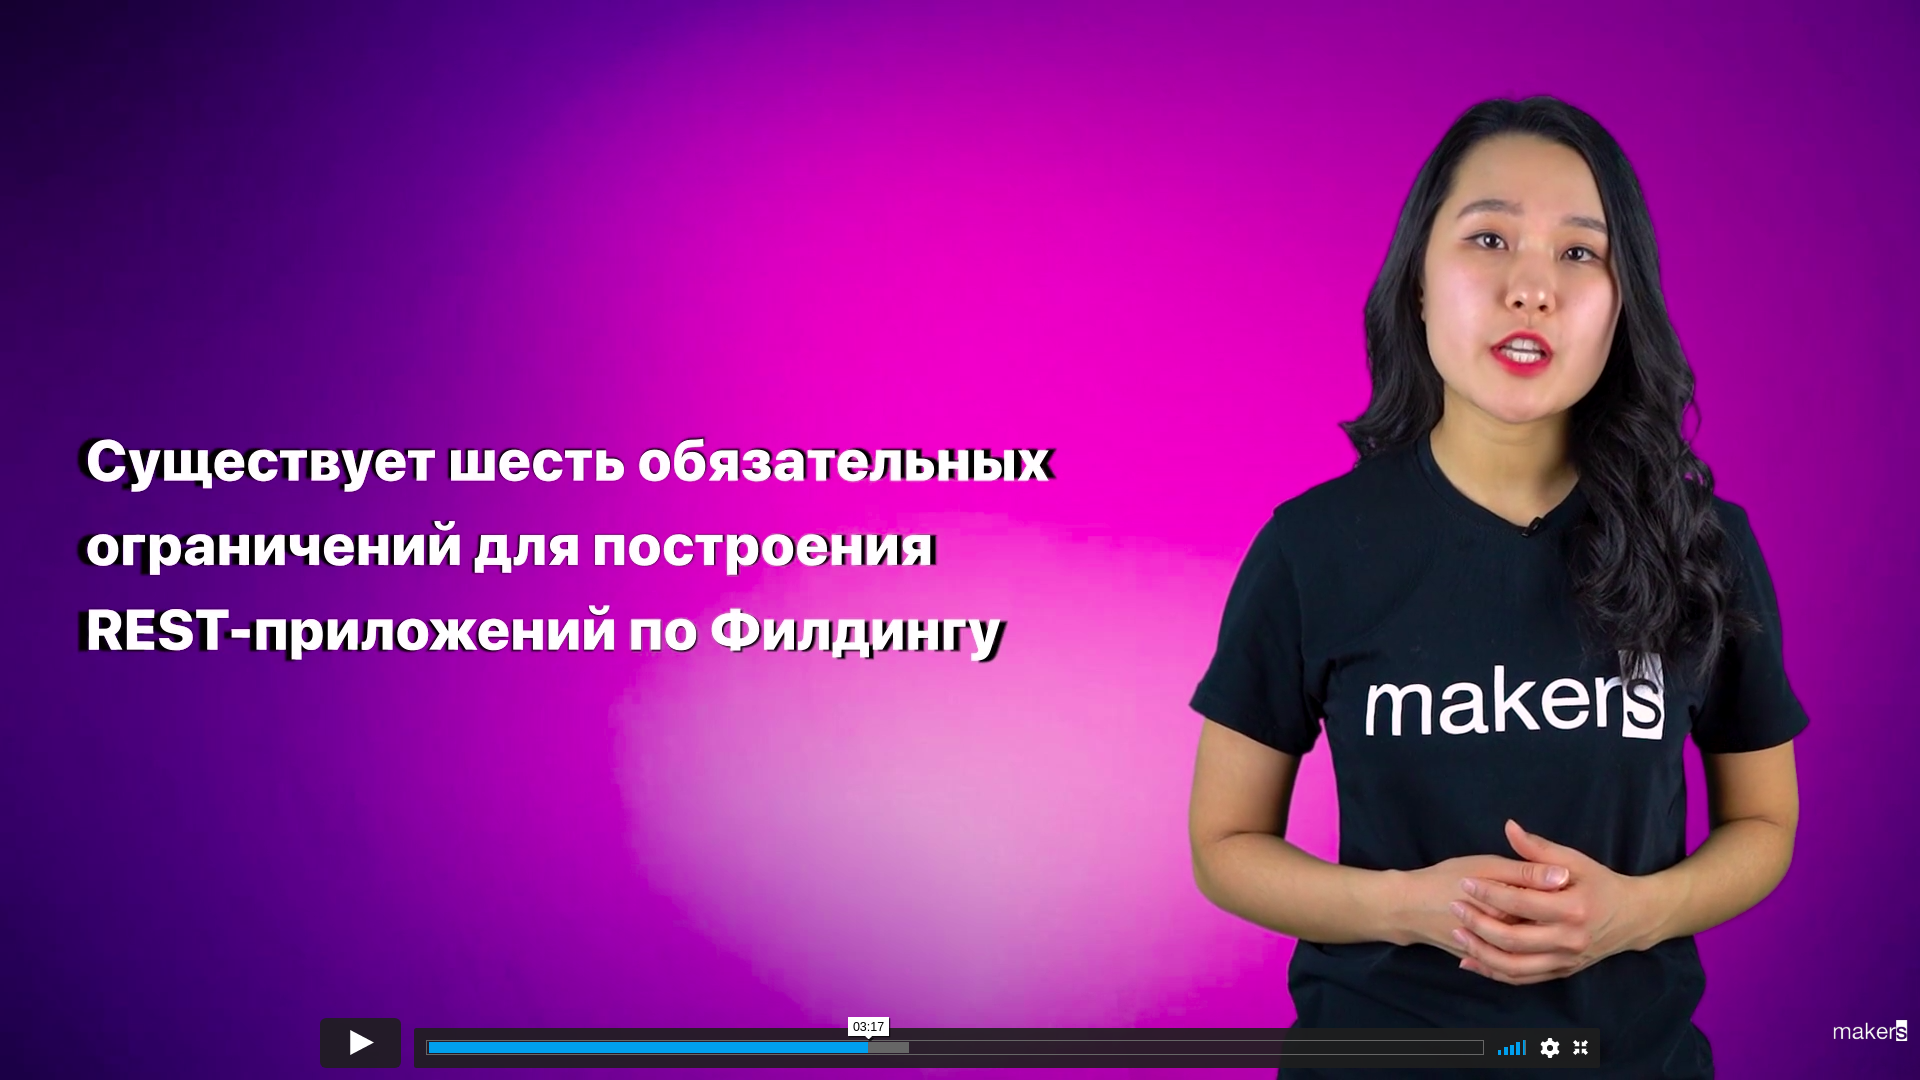 Существует шесть обязательных
ограничений для построения
REST-приложений по Филдингу
makers
03:17
makers